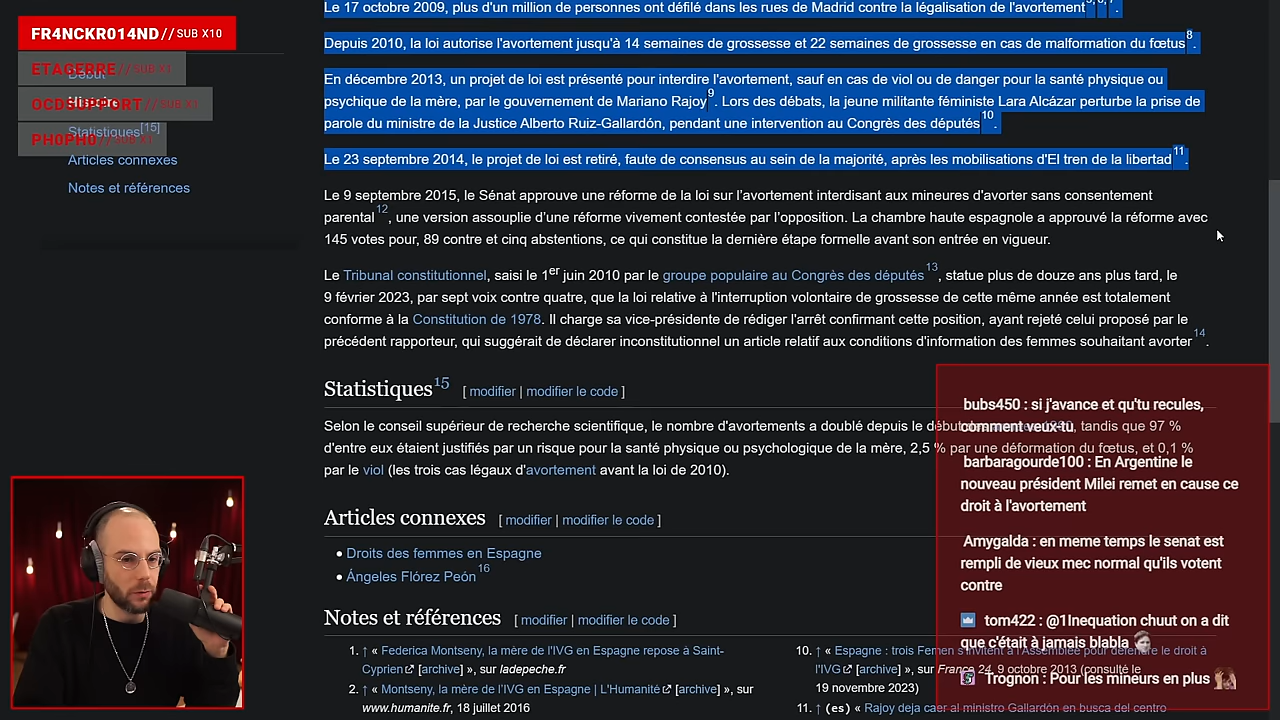 Le 17 octobre 2009, plus d'un million de personnes ont défilé dans les rues de Madrid contre la légalisation de l'avortement5,6,7.
FR4NCKR014ND // SUB X10
Depuis 2010, la loi autorise l'avortement jusqu'à 14 semaines de grossesse et 22 semaines de grossesse en cas de malformation du fœtus8.
ETAGERRE // SUB X1
Début
En décembre 2013, un projet de loi est présenté pour interdire l'avortement, sauf en cas de viol ou de danger pour la santé physique ou
OCDSUPPORT // SUB X1
Histoire
psychique de la mère, par le gouvernement de Mariano Rajoy9. Lors des débats, la jeune militante féministe Lara Alcázar perturbe la prise de
parole du ministre de la Justice Alberto Ruiz-Gallardón, pendant une intervention au Congrès des députés10.
Statistiques[15]
PH0PH0 // SUB X1
Articles connexes
Notes et références
Le 23 septembre 2014, le projet de loi est retiré, faute de consensus au sein de la majorité, après les mobilisations d'El tren de la libertad11.
Le 9 septembre 2015, le Sénat approuve une réforme de la loi sur l'avortement interdisant aux mineures d'avorter sans consentement
parental12, une version assouplie d'une réforme vivement contestée par l'opposition. La chambre haute espagnole a approuvé la réforme avec
145 votes pour, 89 contre et cinq abstentions, ce qui constitue la dernière étape formelle avant son entrée en vigueur.
Le Tribunal constitutionnel, saisi le 1er juin 2010 par le groupe populaire au Congrès des députés13, statue plus de douze ans plus tard, le
9 février 2023, par sept voix contre quatre, que la loi relative à l'interruption volontaire de grossesse de cette même année est totalement
conforme à la Constitution de 1978. Il charge sa vice-présidente de rédiger l'arrêt confirmant cette position, ayant rejeté celui proposé par le
précédent rapporteur, qui suggérait de déclarer inconstitutionnel un article relatif aux conditions d'information des femmes souhaitant avorter14.
Statistiques15 [ modifier | modifier le code ]
Selon le conseil supérieur de recherche scientifique, le nombre d'avortements a doublé depuis le début, tandis que 97 %
d'entre eux étaient justifiés par un risque pour la santé physique ou psychologique de la mère, 2,5 % par une déformation du fœtus, et 0,1 %
par le viol (les trois cas légaux d'avortement avant la loi de 2010).
Articles connexes [ modifier | modifier le code ]
• Droits des femmes en Espagne
• Ángeles Flórez Peón16
Notes et références [ modifier | modifier le code ]
1. ↑ « Federica Montseny, la mère de l'IVG en Espagne repose à Saint-
Cyprien [archive] », sur ladepeche.fr
2. ↑ « Montseny, la mère de l'IVG en Espagne | L'Humanité [archive] », sur
www.humanite.fr, 18 juillet 2016
10. ↑ « Espagne : trois Femen s'invitent à l'Assemblée pour défendre le droit à
l'IVG [archive] », sur France 24, 9 octobre 2013 (consulté le
19 novembre 2023)
11. ↑ (es) « Rajoy deja caer al ministro Gallardón en busca del centro
bubs450 : si j'avance et qu'tu recules,
comment veux-tu
barbaragourde100 : En Argentine le
nouveau président Milei remet en cause ce
droit à l'avortement
Amygalda : en meme temps le senat est
rempli de vieux mec normal qu'ils votent
contre
tom422 : @1Inequation chuut on a dit
que c'était à jamais blabla
Trognon : Pour les mineurs en plus